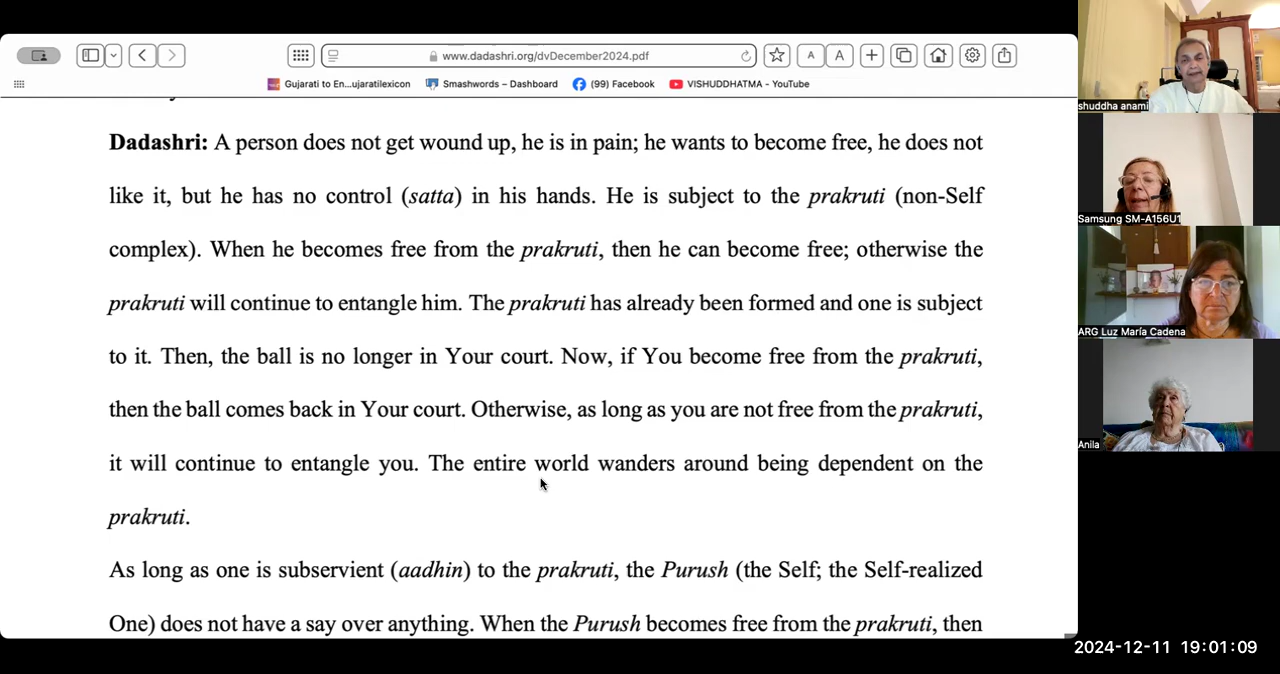 www.dadashri.org/dvDecember2024.pdf
A
A
Gujarati to En...ujaratilexicon
Smashwords – Dashboard
(99) Facebook
VISHUDDHATMA - YouTube
Dadashri: A person does not get wound up, he is in pain; he wants to become free, he does not
like it, but he has no control (satta) in his hands. He is subject to the prakruti (non-Self
complex). When he becomes free from the prakruti, then he can become free; otherwise the
prakruti will continue to entangle him. The prakruti has already been formed and one is subject
to it. Then, the ball is no longer in Your court. Now, if You become free from the prakruti,
then the ball comes back in Your court. Otherwise, as long as you are not free from the prakruti,
it will continue to entangle you. The entire world wanders around being dependent on the
prakruti.
As long as one is subservient (aadhin) to the prakruti, the Purush (the Self; the Self-realized
One) does not have a say over anything. When the Purush becomes free from the prakruti, then
shuddha anami
Samsung SM-A156U1
ARG Luz María Cadena
Anila
2024-12-11 19:01:09